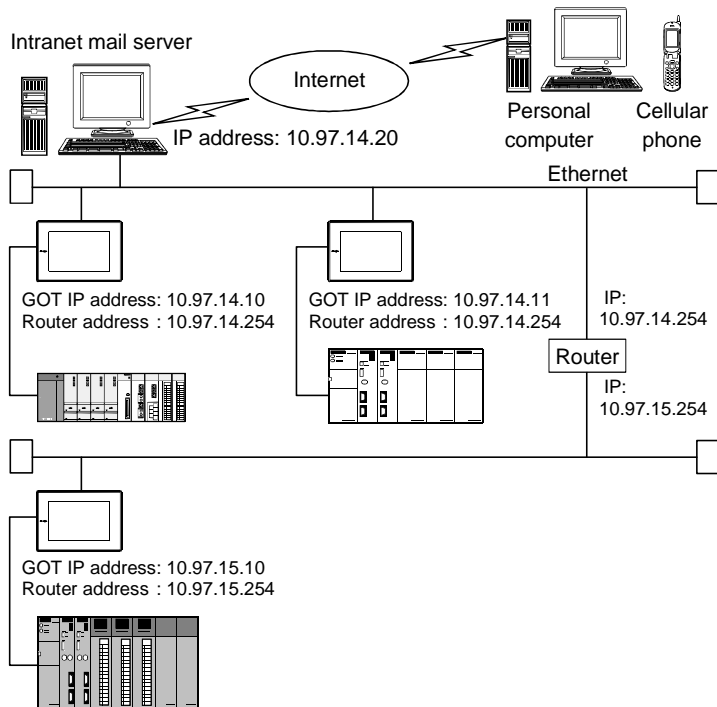 Intranet mail server
Internet
Personal
computer
Cellular
phone
IP address: 10.97.14.20
Ethernet
GOT IP address: 10.97.14.10
Router address : 10.97.14.254
GOT IP address: 10.97.14.11
Router address : 10.97.14.254
IP:
10.97.14.254
Router
IP:
10.97.15.254
GOT IP address: 10.97.15.10
Router address : 10.97.15.254